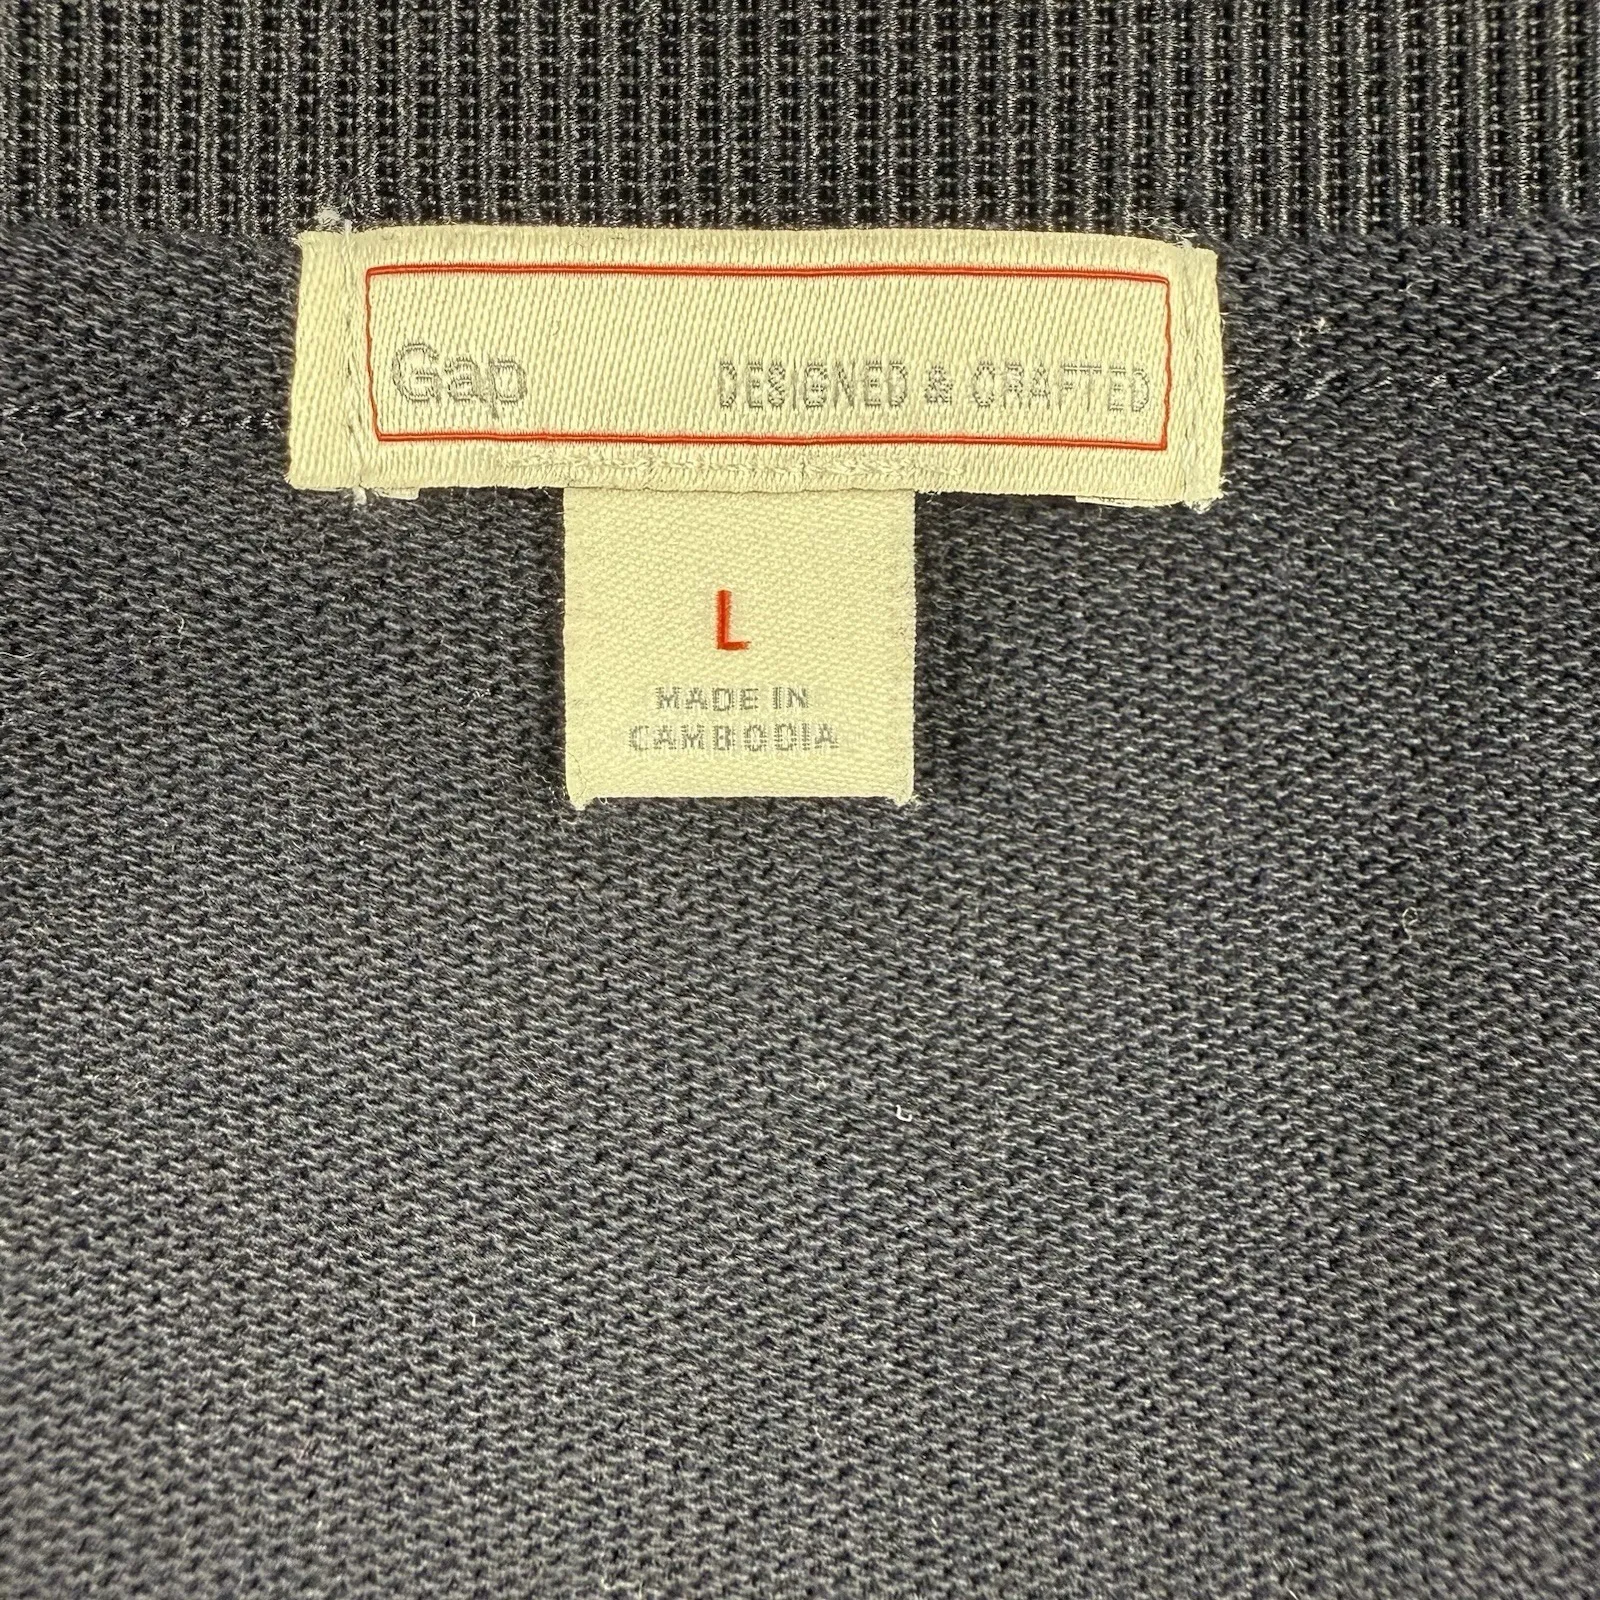 Gap DESIGNED & CRAFTED
L
MADE IN
CAMBODIA